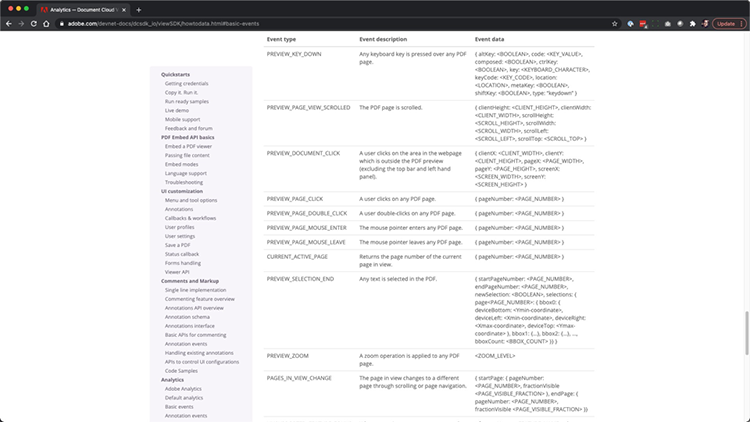 Analytics — Document Cloud V
adobe.com/devnet-docs/dcsdk_io/viewSDK/howtodata.html#basic-events
Update
Quickstarts
Getting credentials
Copy it. Run it.
Run ready samples
Live demo
Mobile support
Feedback and forum
PDF Embed API basics
Embed a PDF viewer
Passing file content
Embed modes
Language support
Troubleshooting
UI customization
Menu and tool options
Annotations
Callbacks & workflows
User profiles
User settings
Save a PDF
Status callback
Forms handling
Viewer API
Comments and Markup
Single line implementation
Commenting feature overview
Annotations API overview
Annotation schema
Annotations interface
Basic APIs for commenting
Annotation events
Handling existing annotations
APIs to control UI configurations
Code Samples
Analytics
Adobe Analytics
Default analytics
Basic events
Annotation events
Event type Event description Event data
PREVIEW_KEY_DOWN
Any keyboard key is pressed over any PDF
page.
{ altKey: <BOOLEAN>, code: <KEY_VALUE>,
composed: <BOOLEAN>, ctrlKey:
<BOOLEAN>, key: <KEYBOARD_CHARACTER>,
keyCode: <KEY_CODE>, location:
<LOCATION>, metaKey: <BOOLEAN>,
shiftKey: <BOOLEAN>, type: "keydown" }
PREVIEW_PAGE_VIEW_SCROLLED
The PDF page is scrolled.
{ clientHeight: <CLIENT_HEIGHT>, clientWidth:
<CLIENT_WIDTH>, scrollHeight:
<SCROLL_HEIGHT>, scrollWidth:
<SCROLL_WIDTH>, scrollLeft:
<SCROLL_LEFT>, scrollTop: <SCROLL_TOP> }
PREVIEW_DOCUMENT_CLICK
A user clicks on the area in the webpage
which is outside the PDF preview
(excluding the top bar and left hand
panel).
{ clientX: <CLIENT_WIDTH>, clientY:
<CLIENT_HEIGHT>, pageX: <PAGE_WIDTH>,
pageY: <PAGE_HEIGHT>, screenX:
<SCREEN_WIDTH>, screenY:
<SCREEN_HEIGHT> }
PREVIEW_PAGE_CLICK
A user clicks on any PDF page.
{ pageNumber: <PAGE_NUMBER> }
PREVIEW_PAGE_DOUBLE_CLICK
A user double-clicks on any PDF page.
{ pageNumber: <PAGE_NUMBER> }
PREVIEW_PAGE_MOUSE_ENTER
The mouse pointer enters any PDF page.
{ pageNumber: <PAGE_NUMBER> }
PREVIEW_PAGE_MOUSE_LEAVE
The mouse pointer leaves any PDF page.
{ pageNumber: <PAGE_NUMBER> }
CURRENT_ACTIVE_PAGE
Returns the page number of the current
page in view.
{ pageNumber: <PAGE_NUMBER> }
PREVIEW_SELECTION_END
Any text is selected in the PDF.
{ startPageNumber: <PAGE_NUMBER>,
endPageNumber: <PAGE_NUMBER>,
newSelection: <BOOLEAN>, selections: {
page<PAGE_NUMBER>: { bbox0: {
deviceBottom: <Ymin-coordinate>,
deviceLeft: <Xmin-coordinate>, deviceRight:
<Xmax-coordinate>, deviceTop: <Ymax-
coordinate> }, bbox1: {...}, bbox2: {...}, ...,
bboxCount: <BBOX_COUNT> }} }
PREVIEW_ZOOM
A zoom operation is applied to any PDF
page.
<ZOOM_LEVEL>
PAGES_IN_VIEW_CHANGE
The page in view changes to a different
page through scrolling or page navigation.
{ startPage: { pageNumber:
<PAGE_NUMBER>, fractionVisible
<PAGE_VISIBLE_FRACTION> }, endPage: {
pageNumber: <PAGE_NUMBER>,
fractionVisible <PAGE_VISIBLE_FRACTION> }}